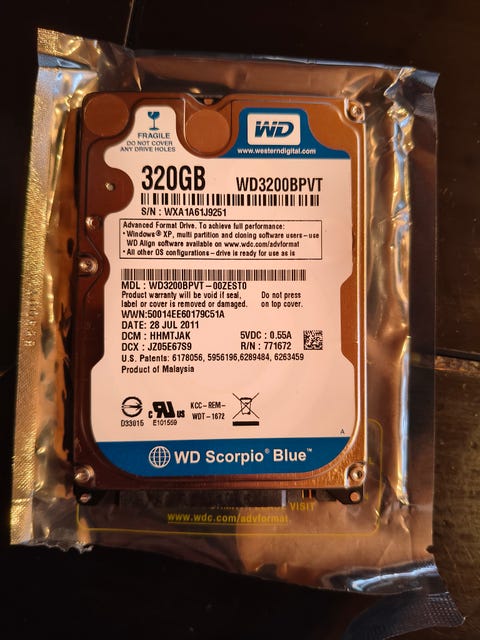 FRAGILE
DO NOT COVER
ANY DRIVE HOLES
WD
www.westerndigital.com
320GB
WD3200BPVT
S/N : WXA1A61J9251
Advanced Format Drive. To achieve full performance:
• Windows® XP, multi partition and cloning software users - use
WD Align software available on www.wdc.com/advformat
• All other OS configurations - drive is ready for use as is
MDL : WD3200BPVT-00ZEST0
Product warranty will be void if seal,
label or cover is removed or damaged.
Do not press
on top cover.
WWN:50014EE60179C51A
DATE: 28 JUL 2011
DCM : HHMTJAK
5VDC : 0.55A
DCX : JZ05E67S9
R/N : 771672
U.S. Patents: 6178056, 5956196,6289484, 6263459
Product of Malaysia
D33015
c UL US
E101559
KCC-REM-
WDT-1672
A
WD Scorpio® Blue™
VISIT
www.wdc.com/advformat